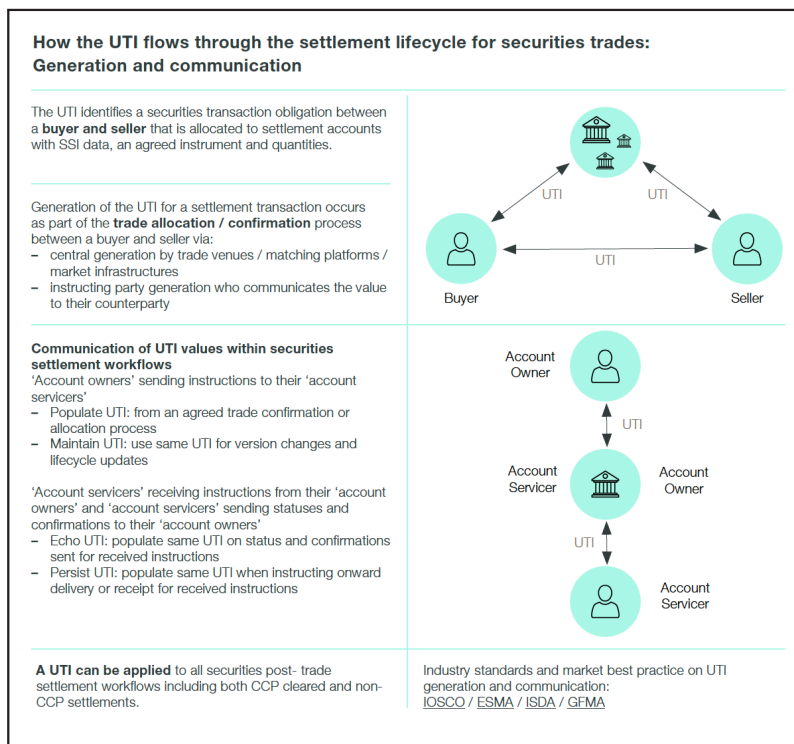 How the UTI flows through the settlement lifecycle for securities trades:
Generation and communication
The UTI identifies a securities transaction obligation between
a buyer and seller that is allocated to settlement accounts
with SSI data, an agreed instrument and quantities.
Generation of the UTI for a settlement transaction occurs
as part of the trade allocation / confirmation process
between a buyer and seller via:
– central generation by trade venues / matching platforms /
market infrastructures
– instructing party generation who communicates the value
to their counterparty
UTI
UTI
UTI
Buyer
Seller
Communication of UTI values within securities
settlement workflows
‘Account owners’ sending instructions to their ‘account
servicers’
– Populate UTI: from an agreed trade confirmation or
allocation process
– Maintain UTI: use same UTI for version changes and
lifecycle updates
‘Account servicers’ receiving instructions from their ‘account
owners’ and ‘account servicers’ sending statuses and
confirmations to their ‘account owners’
– Echo UTI: populate same UTI on status and confirmations
sent for received instructions
– Persist UTI: populate same UTI when instructing onward
delivery or receipt for received instructions
Account
Owner
UTI
Account
Servicer
Account
Owner
UTI
Account
Servicer
A UTI can be applied to all securities post- trade
settlement workflows including both CCP cleared and non-
CCP settlements.
Industry standards and market best practice on UTI
generation and communication:
IOSCO / ESMA / ISDA / GFMA